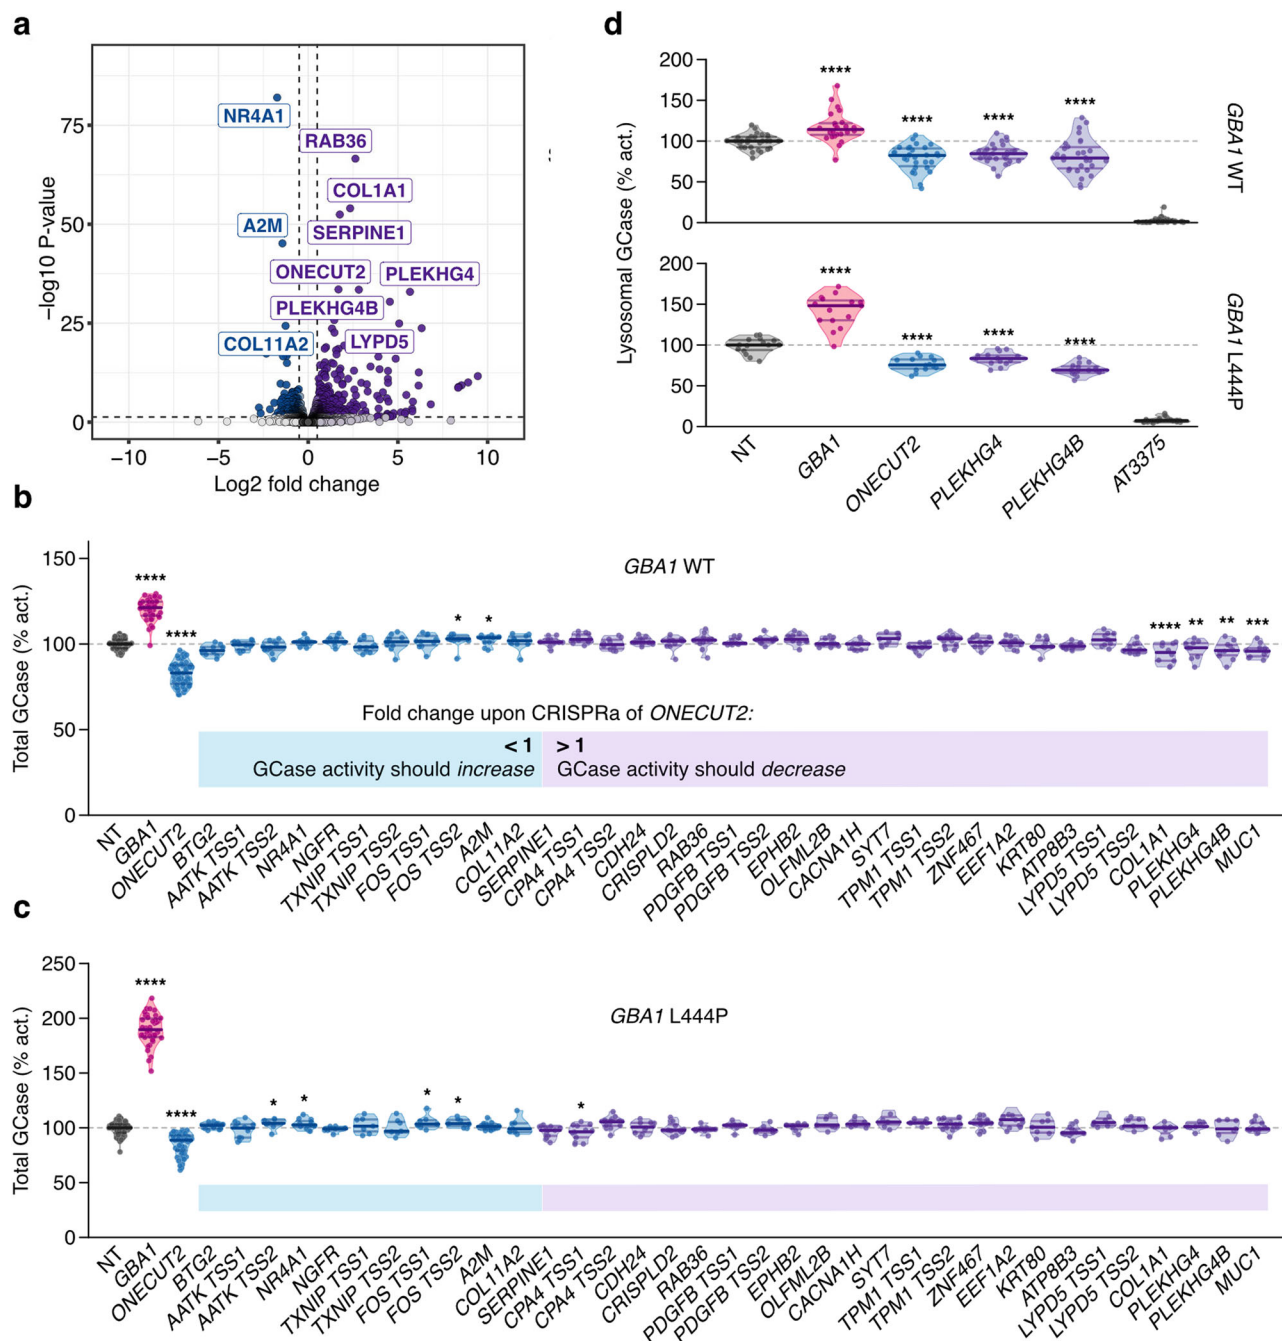 a
NR4A1
RAB36
COL1A1
A2M
SERPINE1
ONECUT2
PLEKHG4
PLEKHG4B
COL11A2
LYPD5
75
50
25
0
−log10 P-value
−10
−5
0
5
10
Log2 fold change
d
200
150
100
50
0
****
****
****
****
GBA1 WT
Lysosomal GCase (% act.)
200
150
100
50
0
****
****
****
****
GBA1 L444P
NT
GBA1
ONECUT2
PLEKHG4
PLEKHG4B
AT3375
b
GBA1 WT
150
100
50
0
Total GCase (% act.)
****
****
*
*
****
**
**
***
Fold change upon CRISPRa of ONECUT2:
< 1
> 1
GCase activity should increase
GCase activity should decrease
NT
GBA1
ONECUT2
BTG2
AATK TSS1
AATK TSS2
NR4A1
NGFR
TXNIP TSS1
TXNIP TSS2
FOS TSS1
FOS TSS2
A2M
COL11A2
SERPINE1
CPA4 TSS1
CPA4 TSS2
CDH24
CRISPLD2
RAB36
PDGFB TSS1
PDGFB TSS2
EPHB2
OLFML2B
CACNA1H
SYT7
TPM1 TSS1
TPM1 TSS2
ZNF467
EEF1A2
KRT80
ATP8B3
LYPD5 TSS1
LYPD5 TSS2
COL1A1
PLEKHG4
PLEKHG4B
MUC1
c
GBA1 L444P
250
200
150
100
50
0
Total GCase (% act.)
****
****
*
*
*
*
*
NT
GBA1
ONECUT2
BTG2
AATK TSS1
AATK TSS2
NR4A1
NGFR
TXNIP TSS1
TXNIP TSS2
FOS TSS1
FOS TSS2
A2M
COL11A2
SERPINE1
CPA4 TSS1
CPA4 TSS2
CDH24
CRISPLD2
RAB36
PDGFB TSS1
PDGFB TSS2
EPHB2
OLFML2B
CACNA1H
SYT7
TPM1 TSS1
TPM1 TSS2
ZNF467
EEF1A2
KRT80
ATP8B3
LYPD5 TSS1
LYPD5 TSS2
COL1A1
PLEKHG4
PLEKHG4B
MUC1